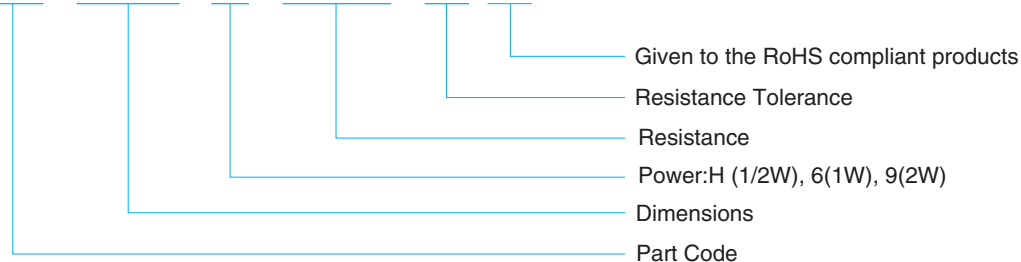 Given to the RoHS compliant products
Resistance Tolerance
Resistance
Power:H (1/2W), 6(1W), 9(2W)
Dimensions
Part Code